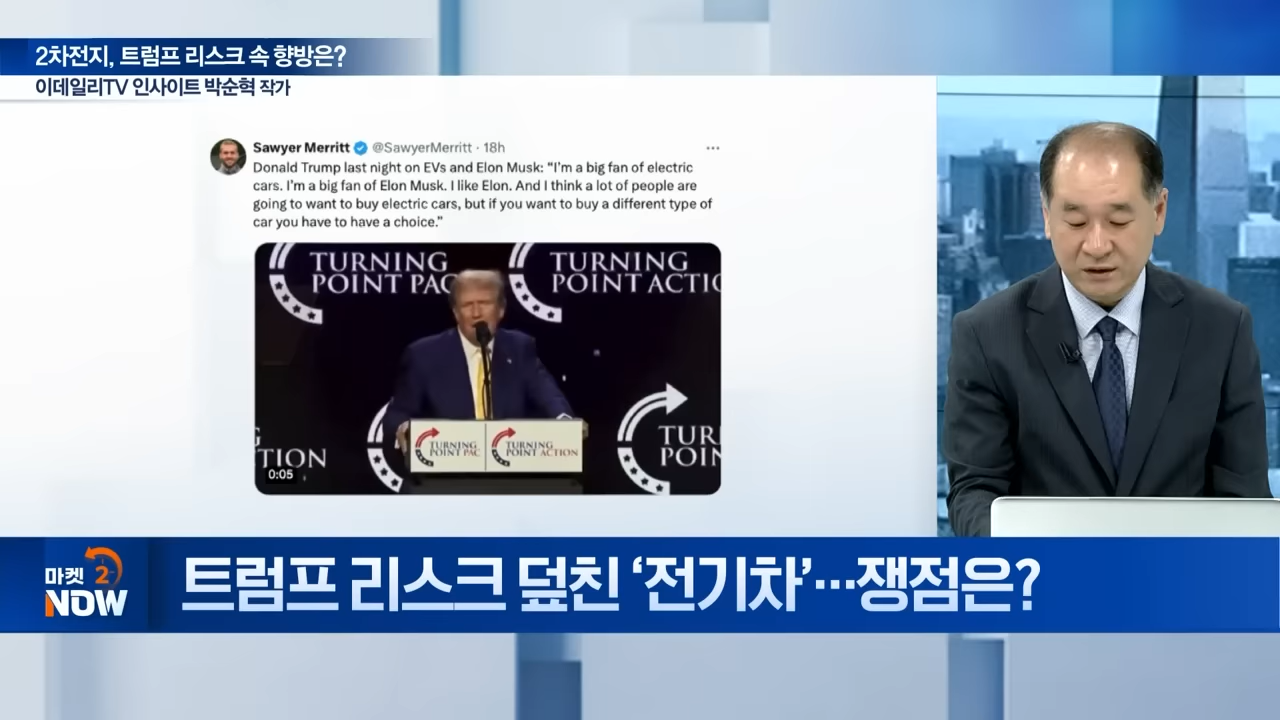 2차전지, 트럼프 리스크 속 향방은?
이데일리TV 인사이트 박순혁 작가
Sawyer Merritt @SawyerMerritt · 18h
Donald Trump last night on EVs and Elon Musk: “I’m a big fan of electric
cars. I’m a big fan of Elon Musk. I like Elon. And I think a lot of people are
going to want to buy electric cars, but if you want to buy a different type of
car you have to have a choice.”
TURNING
POINT PAC
TURNING
POINT ACTIO
TURNING
POINT PAC
TURNING
POINT ACTION
TION
TUR
POIN
0:05
마켓 2
NOW
트럼프 리스크 덮친 ‘전기차’…쟁점은?